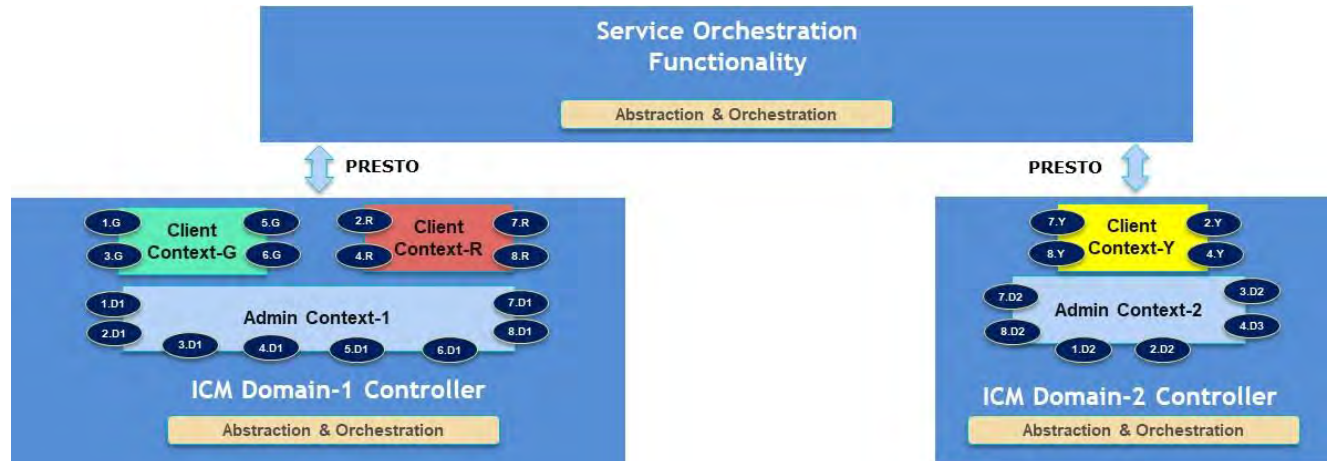 Service Orchestration
Functionality
Abstraction & Orchestration
PRESTO
PRESTO
1.G
5.G
Client
Context-G
3.G
6.G
2.R
7.R
Client
Context-R
4.R
8.R
1.D1
7.D1
Admin Context-1
2.D1
8.D1
3.D1
4.D1
5.D1
6.D1
ICM Domain-1 Controller
Abstraction & Orchestration
7.Y
2.Y
Client
Context-Y
8.Y
4.Y
7.D2
3.D2
Admin Context-2
8.D2
4.D3
1.D2
2.D2
ICM Domain-2 Controller
Abstraction & Orchestration